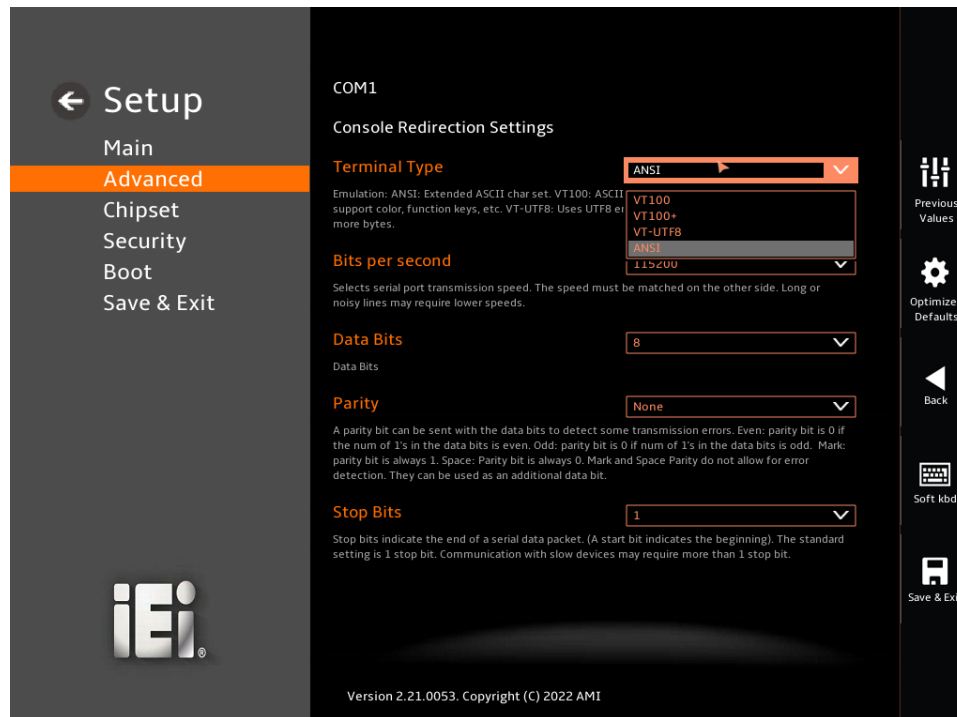 Setup
Main
Advanced
Chipset
Security
Boot
Save & Exit
iEi®
COM1
Console Redirection Settings
Terminal Type
ANSI
Emulation: ANSI: Extended ASCII char set. VT100: ASCII
support color, function keys, etc. VT-UTF8: Uses UTF8
more bytes.
VT100
VT100+
VT-UTF8
ANSI
Bits per second
115200
Selects serial port transmission speed. The speed must be matched on the other side. Long or
noisy lines may require lower speeds.
Data Bits
8
Data Bits
Parity
None
A parity bit can be sent with the data bits to detect some transmission errors. Even: parity bit is 0 if
the num of 1's in the data bits is even. Odd: parity bit is 0 if num of 1's in the data bits is odd. Mark:
parity bit is always 1. Space: Parity bit is always 0. Mark and Space Parity do not allow for error
detection. They can be used as an additional data bit.
Stop Bits
1
Stop bits indicate the end of a serial data packet. (A start bit indicates the beginning). The standard
setting is 1 stop bit. Communication with slow devices may require more than 1 stop bit.
Version 2.21.0053. Copyright (C) 2022 AMI
Previous
Values
Optimize
Defaults
Back
Soft kbd
Save & Exi